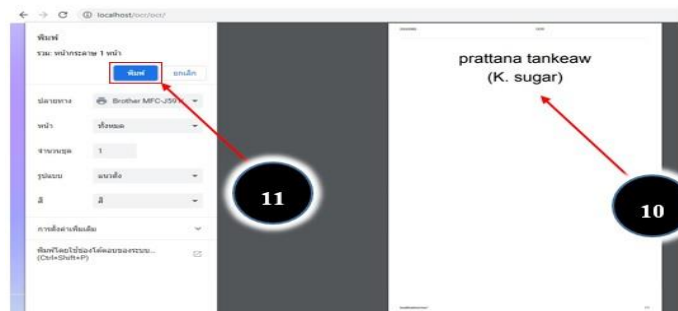 localhost/ocr/oct/
พิมพ์
รวม: หน้ากระดาษ 1 หน้า
พิมพ์
ยกเลิก
ปลายทาง
Brother MFC-J591
หน้า
ทั้งหมด
จำนวนชุด
1
รูปแบบ
แนวตั้ง
สี
สี
การตั้งค่าเพิ่มเติม
พิมพ์โดยใช้ช่องโต้ตอบของระบบ...
(Ctrl+Shift+P)
prattana tankeaw
(K. sugar)
11
10